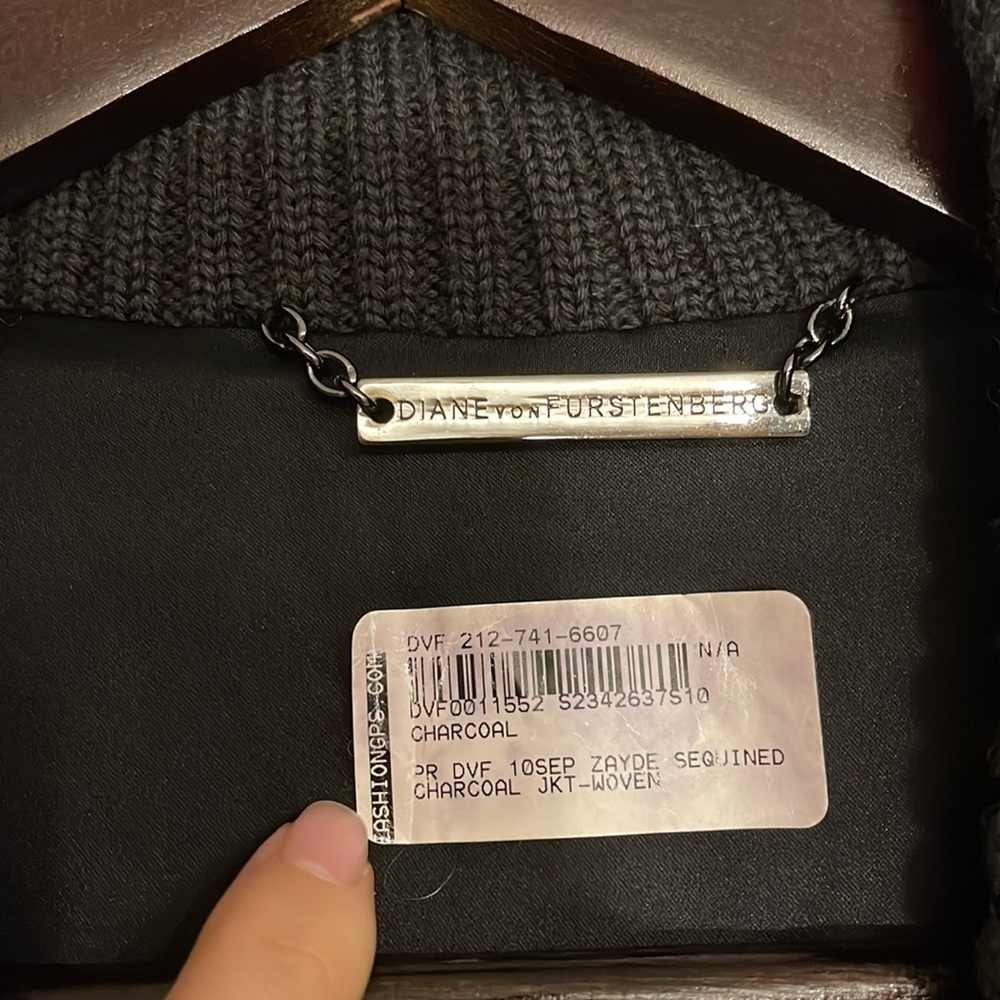 DIANE VON FURSTENBERG
DVF 212-741-6607
N/A
DVF0011552 S2342637S10
CHARCOAL
PR DVF 10SEP ZAYDE SEQUINED
CHARCOAL JKT-WOVEN
FASHIONGPS.COM